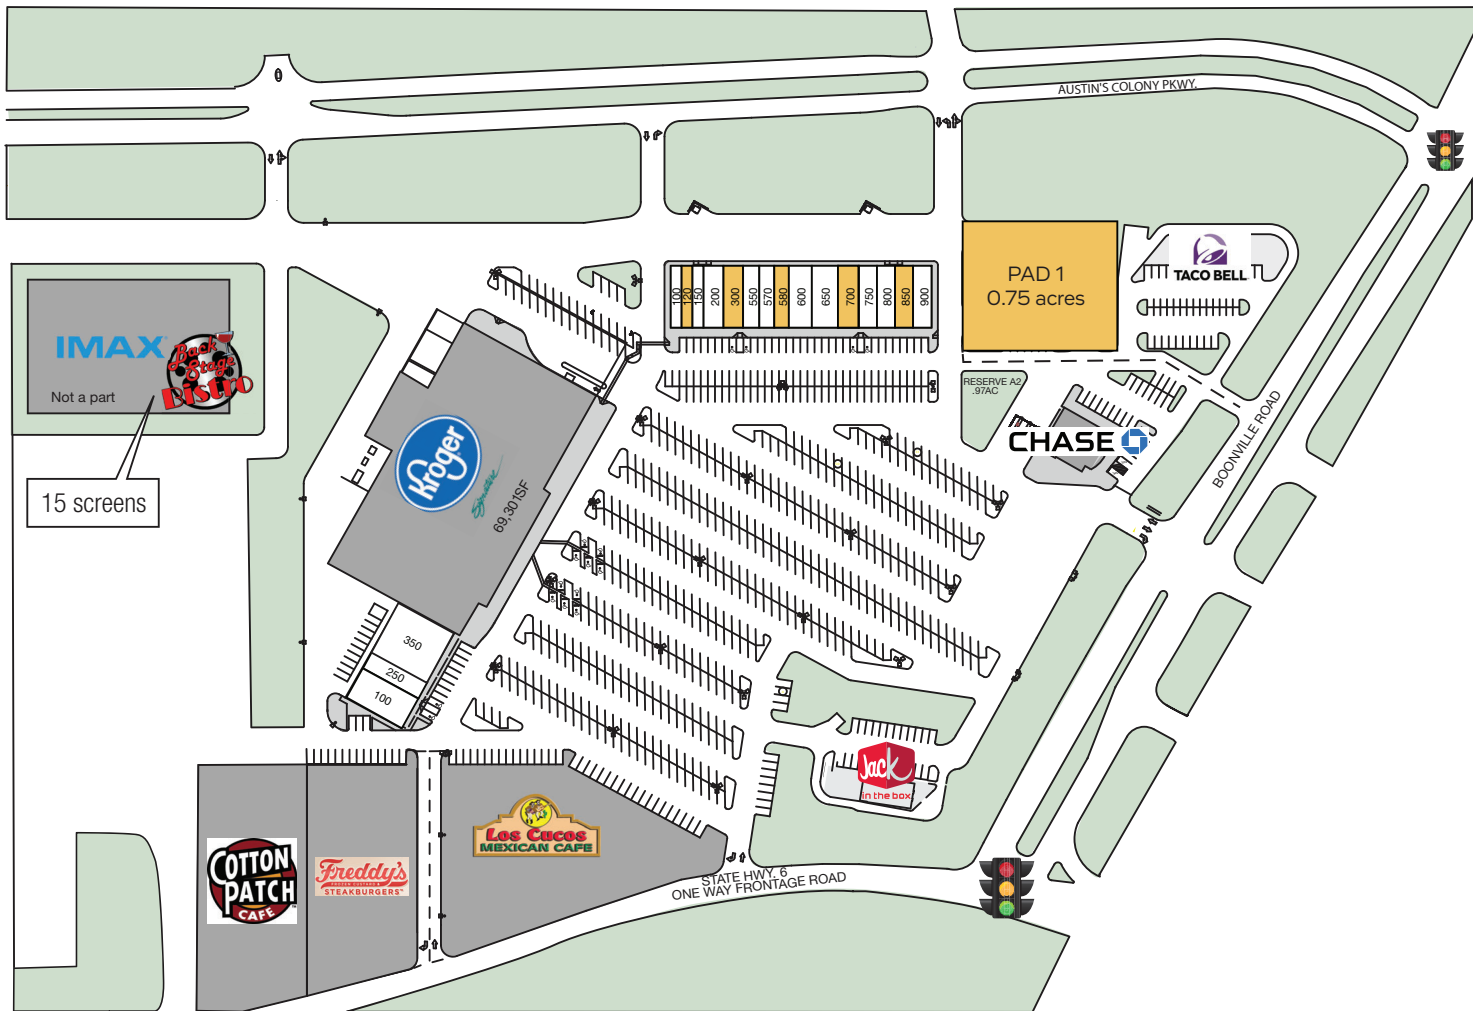 AUSTIN'S COLONY PKWY.
TACO BELL
PAD 1
0.75 acres
100
120
150
200
300
550
570
580
600
650
700
750
800
850
900
IMAX
Back
Stage
Bistro
Not a part
15 screens
RESERVE A2
.97AC
CHASE
BOONVILLE ROAD
Kroger
Signature
69,301SF
350
250
100
Jack
in the box
Los Cucos
MEXICAN CAFE
COTTON
PATCH
CAFE
Freddy's
FROZEN CUSTARD &
STEAKBURGERS
STATE HWY. 6
ONE WAY FRONTAGE ROAD